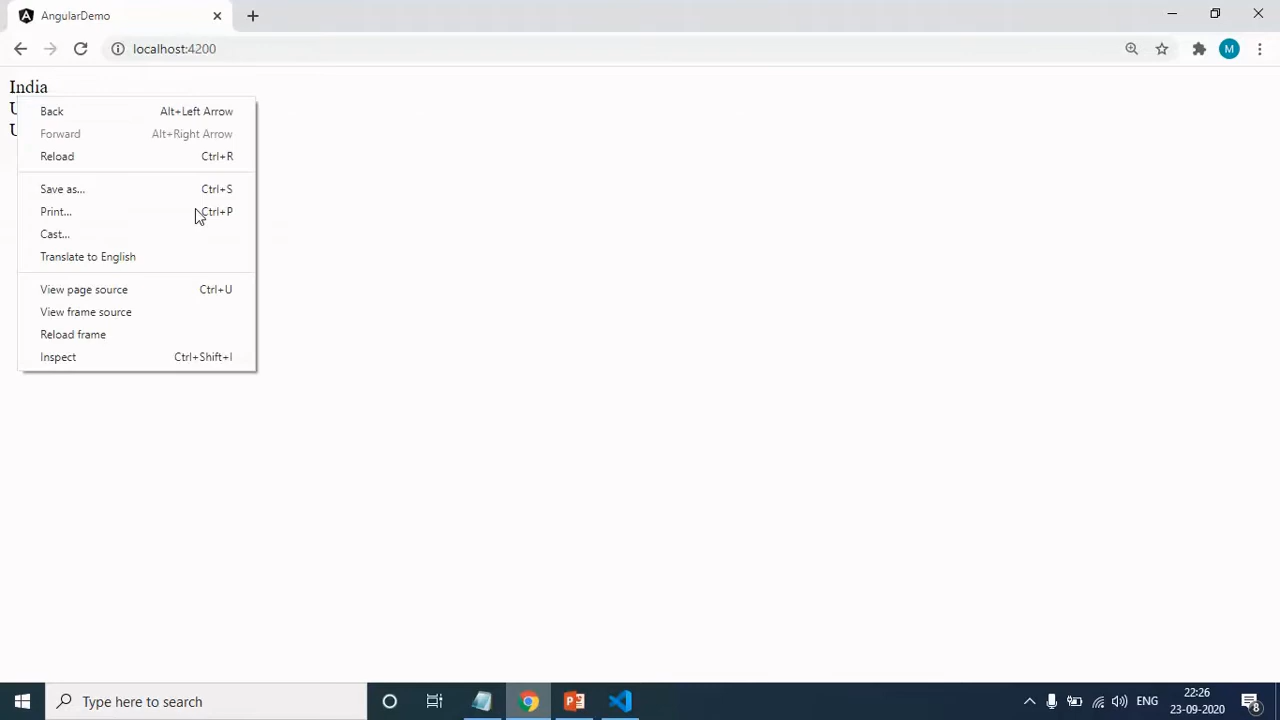 AngularDemo
localhost:4200
M
India
U
U
Back Alt+Left Arrow
Forward Alt+Right Arrow
Reload Ctrl+R
Save as... Ctrl+S
Print... Ctrl+P
Cast...
Translate to English
View page source Ctrl+U
View frame source
Reload frame
Inspect Ctrl+Shift+I
Type here to search
ENG
22:26
23-09-2020
8